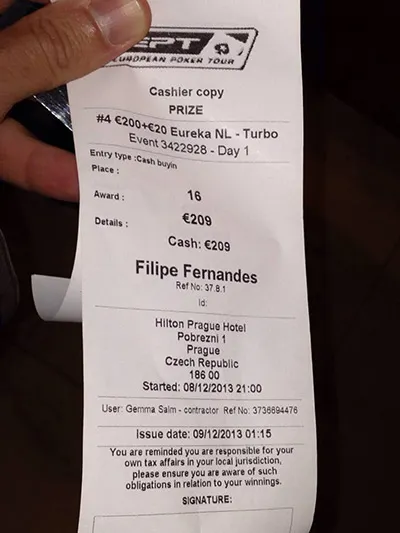 EPT
EUROPEAN POKER TOUR
Cashier copy
PRIZE
#4 €200+€20 Eureka NL - Turbo
Event 3422928 - Day 1
Entry type :Cash buyin
Place :
16
Award :
€209
Details :
Cash: €209
Filipe Fernandes
Ref No: 37.8.1
Id:
Hilton Prague Hotel
Pobrezni 1
Prague
Czech Republic
186 00
Started: 08/12/2013 21:00
User: Gemma Salm - contractor Ref No: 3736694476
Issue date: 09/12/2013 01:15
You are reminded you are responsible for
your own tax affairs in your local jurisdiction,
please ensure you are aware of such
obligations in relation to your winnings.
SIGNATURE: